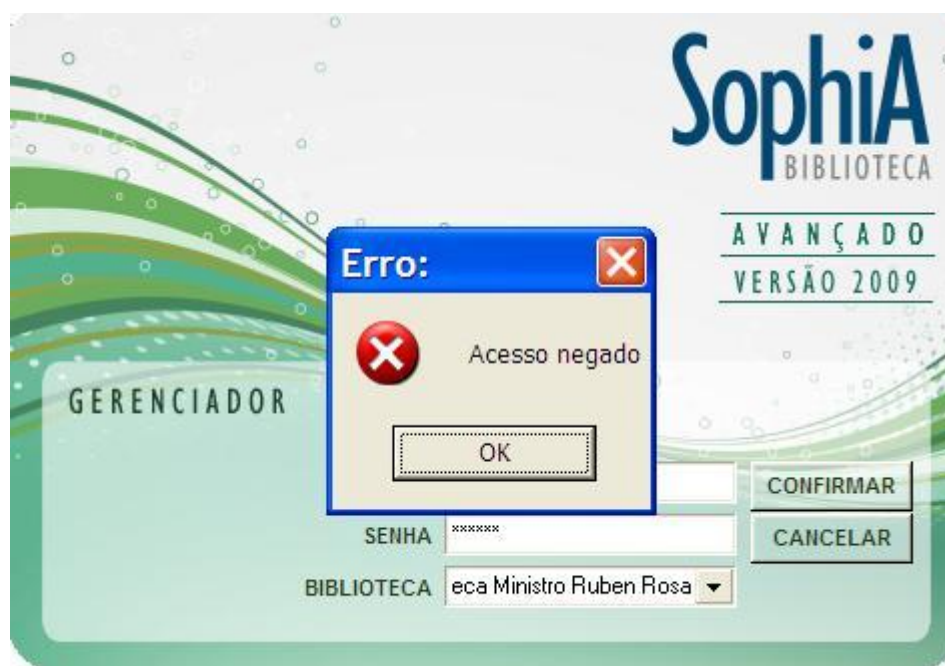 SophiA
BIBLIOTECA
AVANÇADO
VERSÃO 2009
Erro:
Acesso negado
OK
GERENCIADOR
CONFIRMAR
SENHA ******
CANCELAR
BIBLIOTECA eca Ministro Ruben Rosa